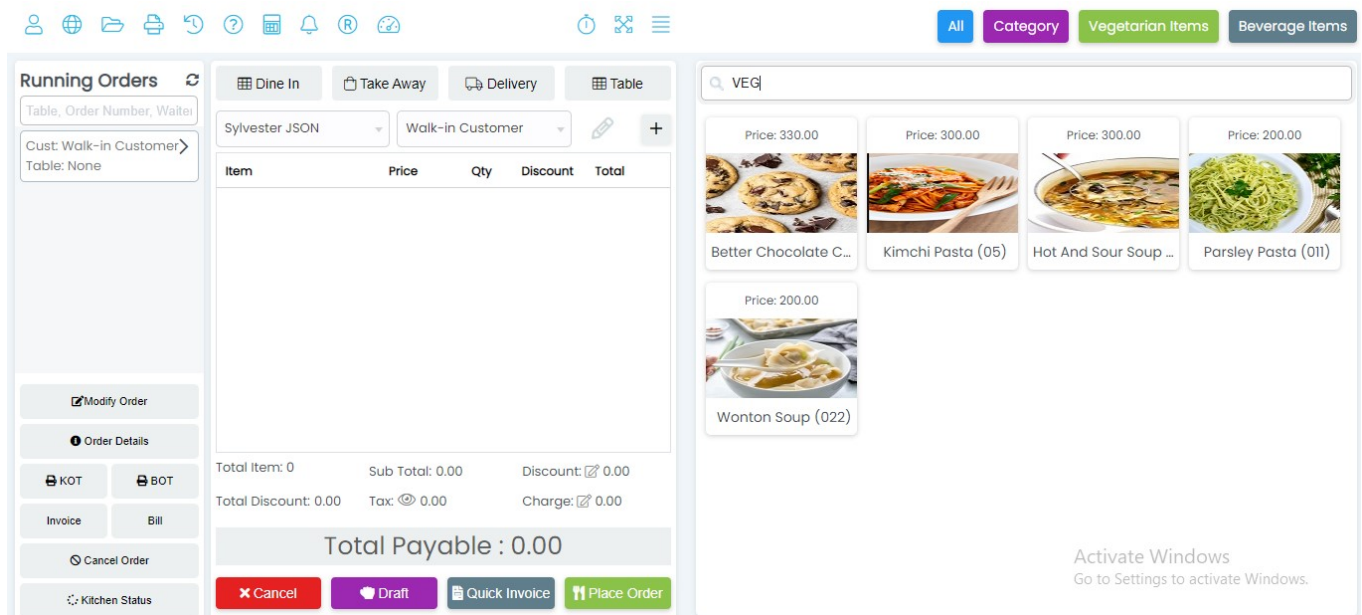 All
Category
Vegetarian Items
Beverage Items
Running Orders
Table, Order Number, Waiter
Cust: Walk-in Customer
Table: None
Modify Order
Order Details
KOT
BOT
Invoice
Bill
Cancel Order
Kitchen Status
Dine In
Take Away
Delivery
Table
Sylvester JSON
Walk-in Customer
+
Item Price Qty Discount Total
Total Item: 0
Sub Total: 0.00
Discount: 0.00
Total Discount: 0.00
Tax: 0.00
Charge: 0.00
Total Payable : 0.00
Cancel
Draft
Quick Invoice
Place Order
VEG
Price: 330.00
Better Chocolate C...
Price: 300.00
Kimchi Pasta (05)
Price: 300.00
Hot And Sour Soup ...
Price: 200.00
Parsley Pasta (011)
Price: 200.00
Wonton Soup (022)
Activate Windows
Go to Settings to activate Windows.